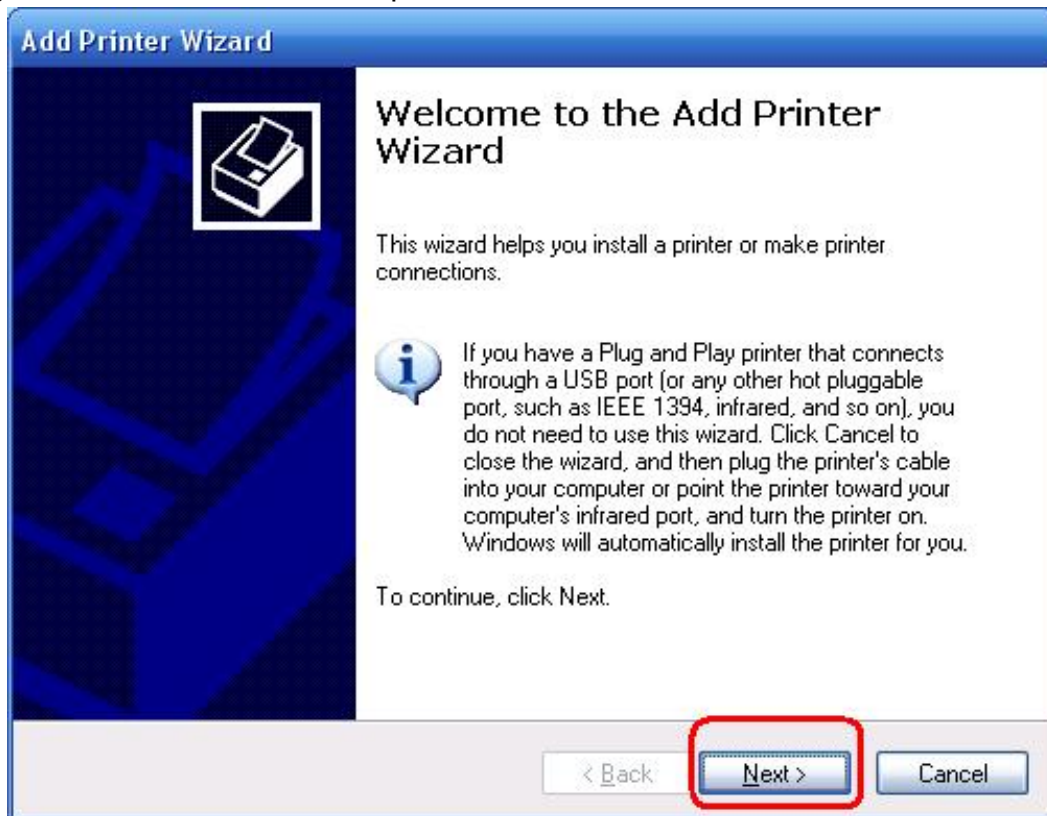 Add Printer Wizard
Welcome to the Add Printer
Wizard
This wizard helps you install a printer or make printer
connections.
If you have a Plug and Play printer that connects
through a USB port (or any other hot pluggable
port, such as IEEE 1394, infrared, and so on), you
do not need to use this wizard. Click Cancel to
close the wizard, and then plug the printer's cable
into your computer or point the printer toward your
computer's infrared port, and turn the printer on.
Windows will automatically install the printer for you.
To continue, click Next.
< Back Next > Cancel